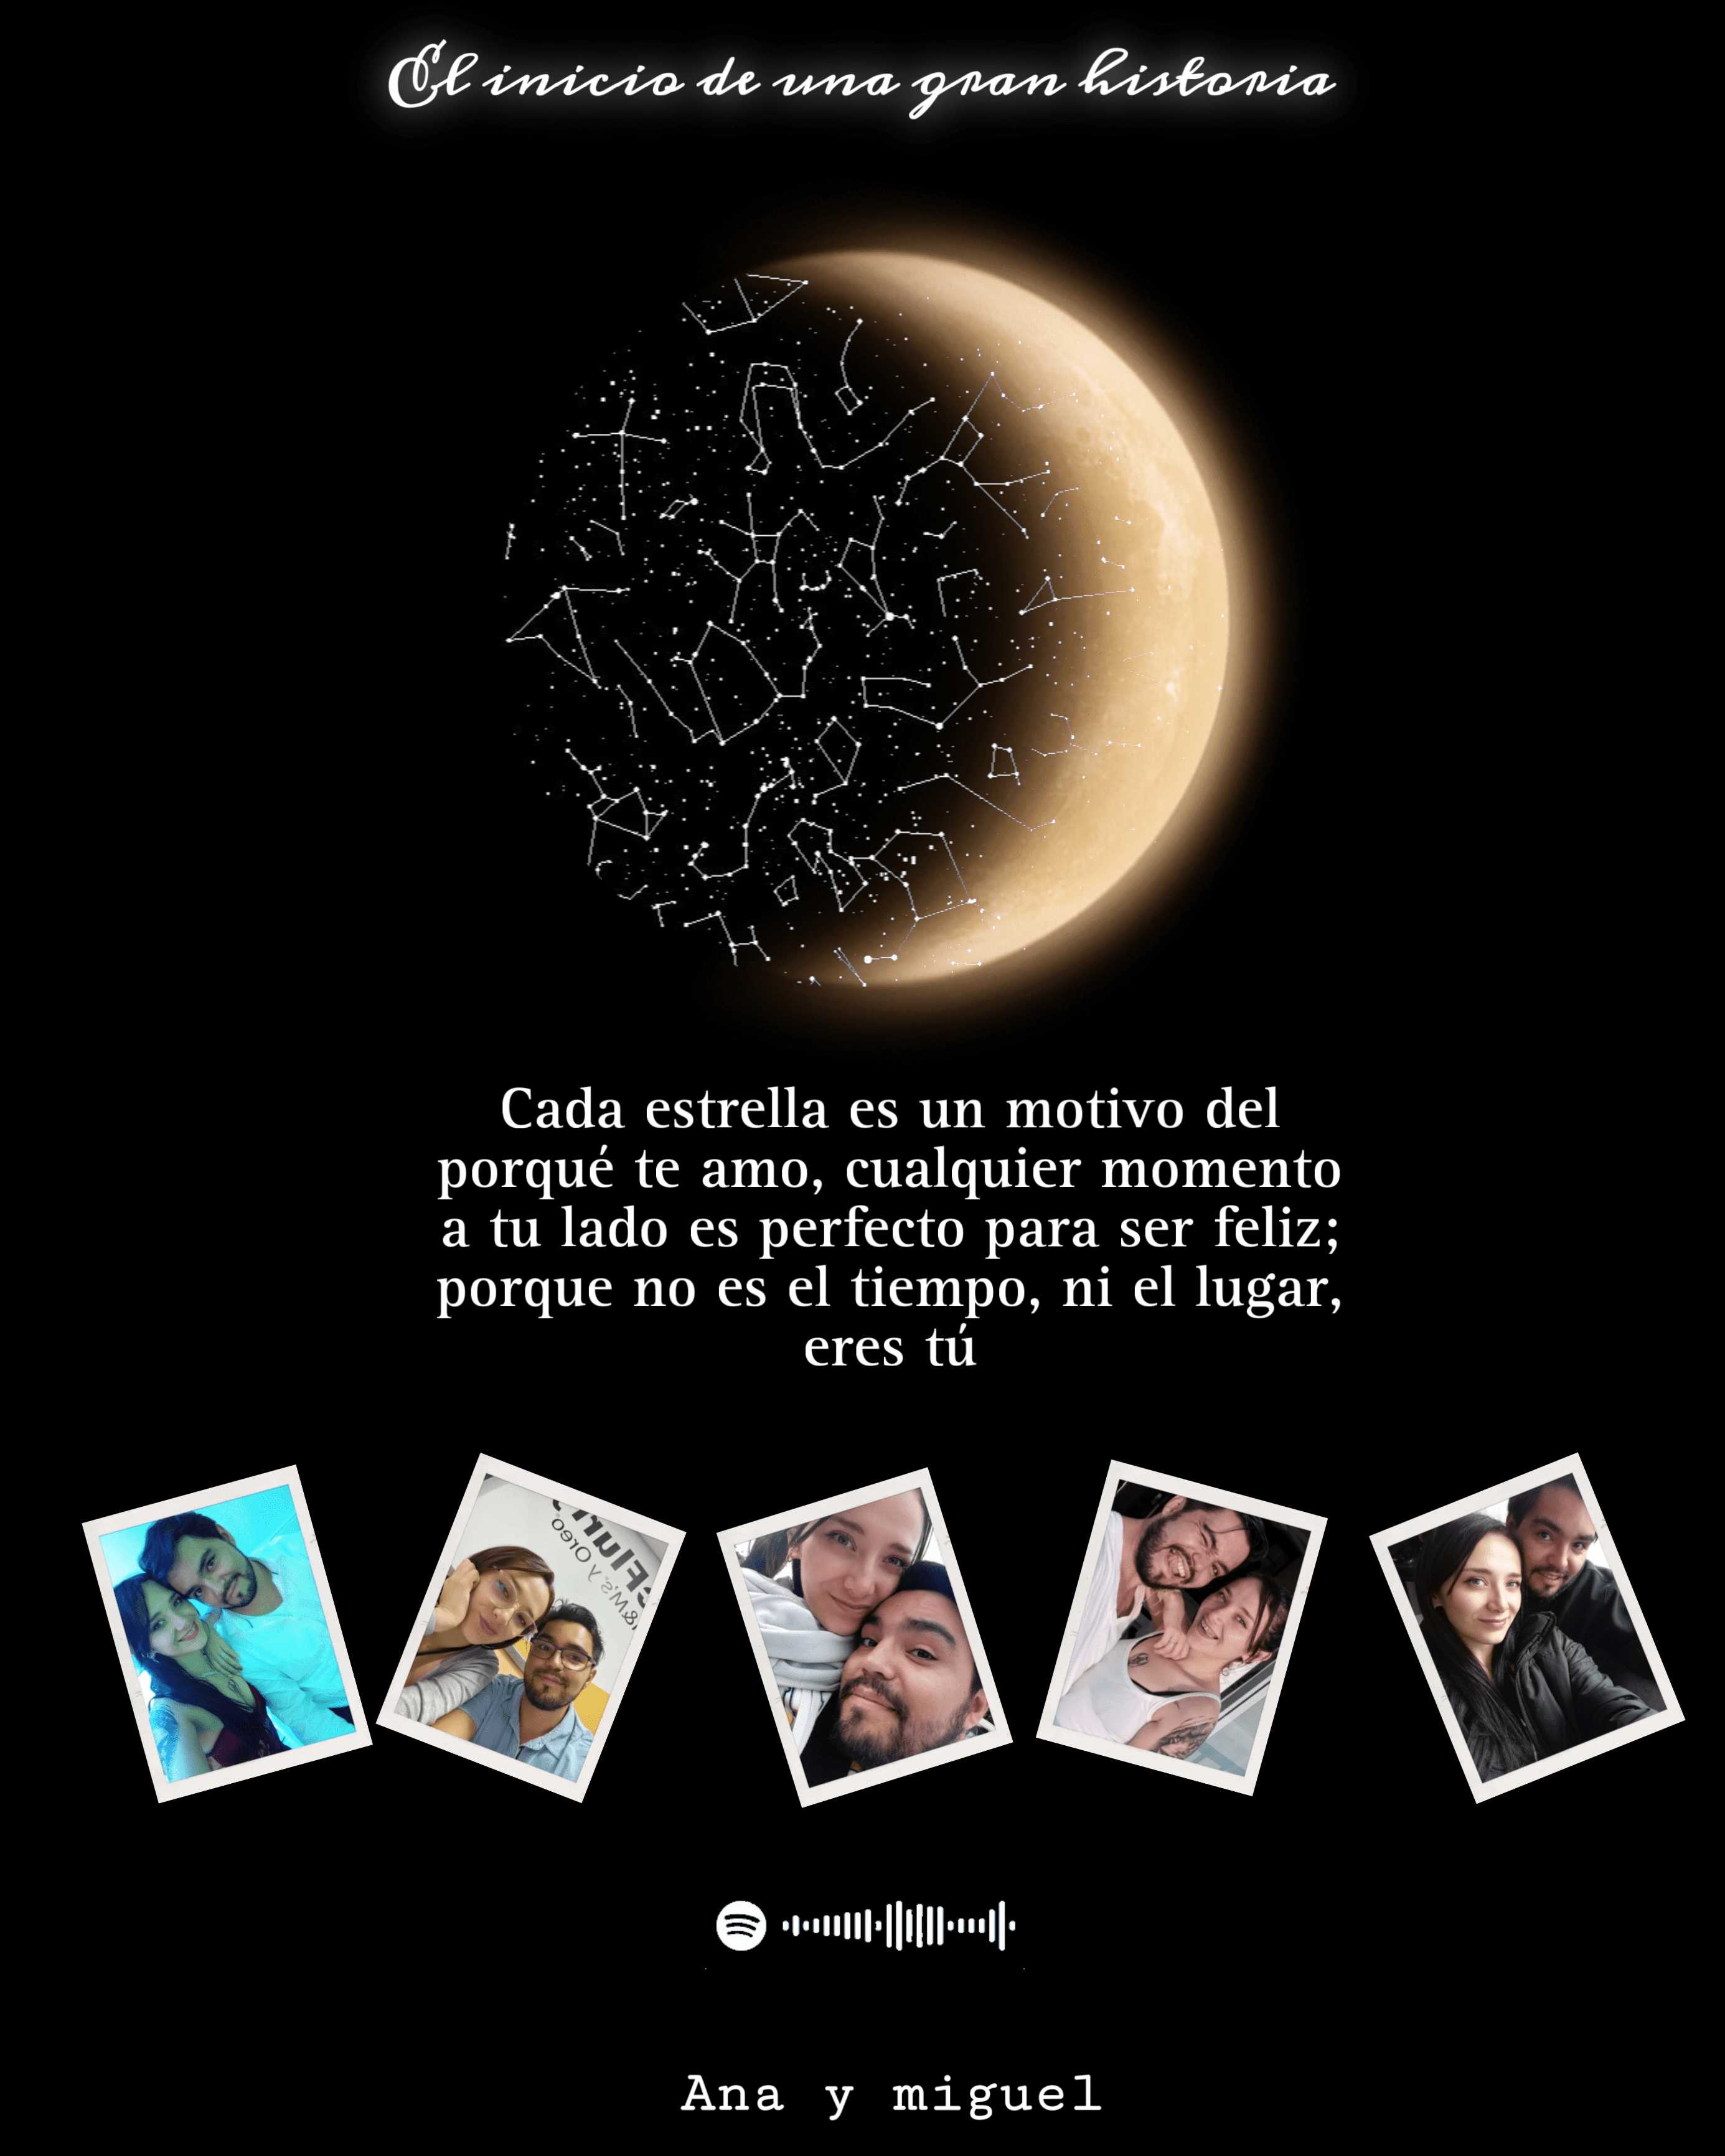 El inicio de una gran historia
Cada estrella es un motivo del
porqué te amo, cualquier momento
a tu lado es perfecto para ser feliz;
porque no es el tiempo, ni el lugar,
eres tú
y Oreo
Ana y miguel